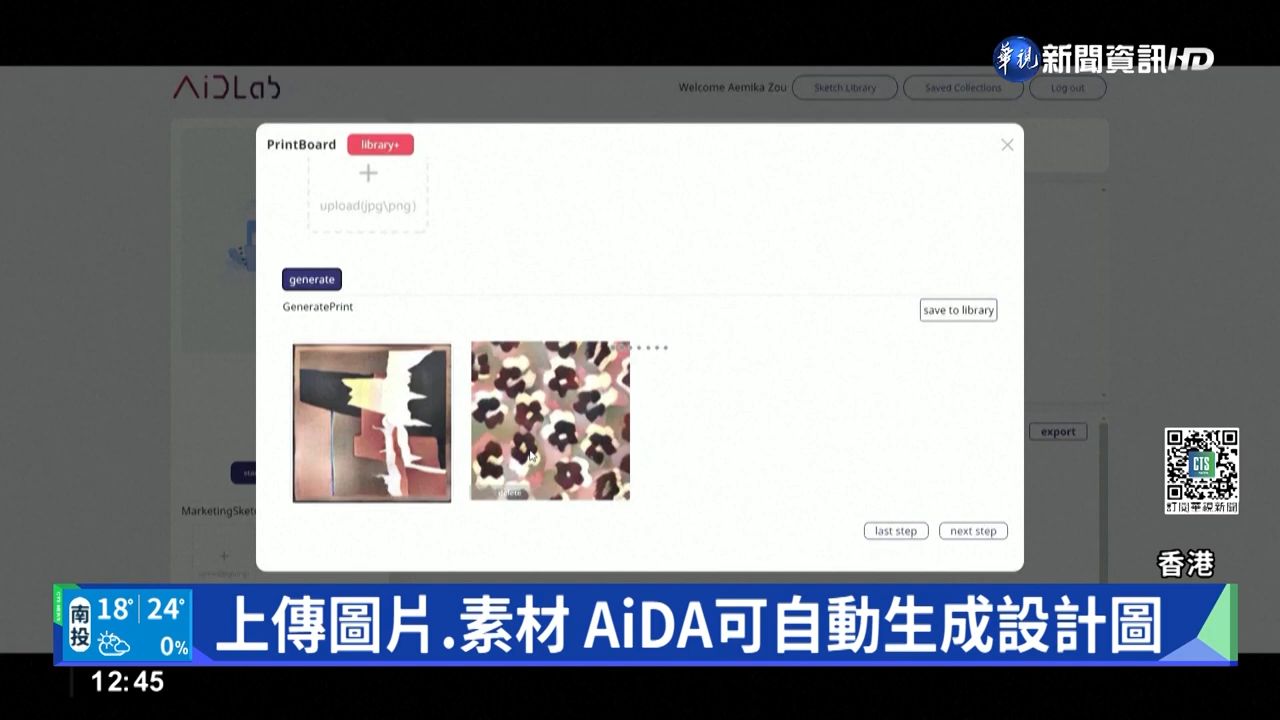 華視新聞資訊HD
AiDLab
Welcome Aemika Zou
Sketch Library
Saved Collections
Log out
PrintBoard
library+
upload(jpg\png)
generate
GeneratePrint
save to library
delete
export
CTS
訂閱華視新聞
last step
next step
MarketingSket
香港
南投
18° 24°
0%
上傳圖片.素材 AiDA可自動生成設計圖
12:45